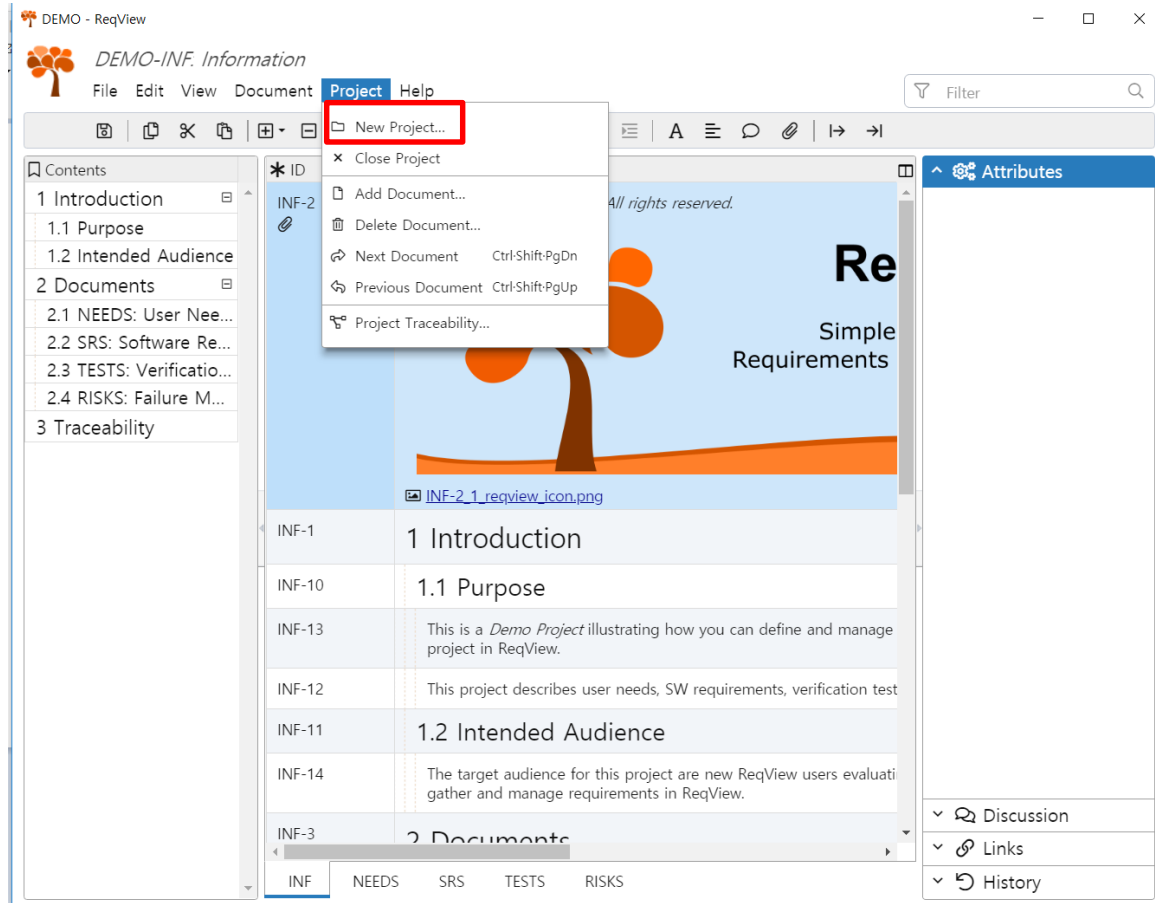 DEMO - ReqView
DEMO-INF. Information
File Edit View Document Project Help
Filter
New Project...
Close Project
Add Document...
Delete Document...
Next Document Ctrl-Shift-PgDn
Previous Document Ctrl-Shift-PgUp
Project Traceability...
Contents
1 Introduction
1.1 Purpose
1.2 Intended Audience
2 Documents
2.1 NEEDS: User Nee...
2.2 SRS: Software Re...
2.3 TESTS: Verificatio...
2.4 RISKS: Failure M...
3 Traceability
ID
INF-2
All rights reserved.
Re
Simple
Requirements
INF-2_1_reqview_icon.png
INF-1
1 Introduction
INF-10
1.1 Purpose
INF-13
This is a Demo Project illustrating how you can define and manage
project in ReqView.
INF-12
This project describes user needs, SW requirements, verification test
INF-11
1.2 Intended Audience
INF-14
The target audience for this project are new ReqView users evaluati
gather and manage requirements in ReqView.
INF-3
2 Documents
INF NEEDS SRS TESTS RISKS
Attributes
Discussion
Links
History